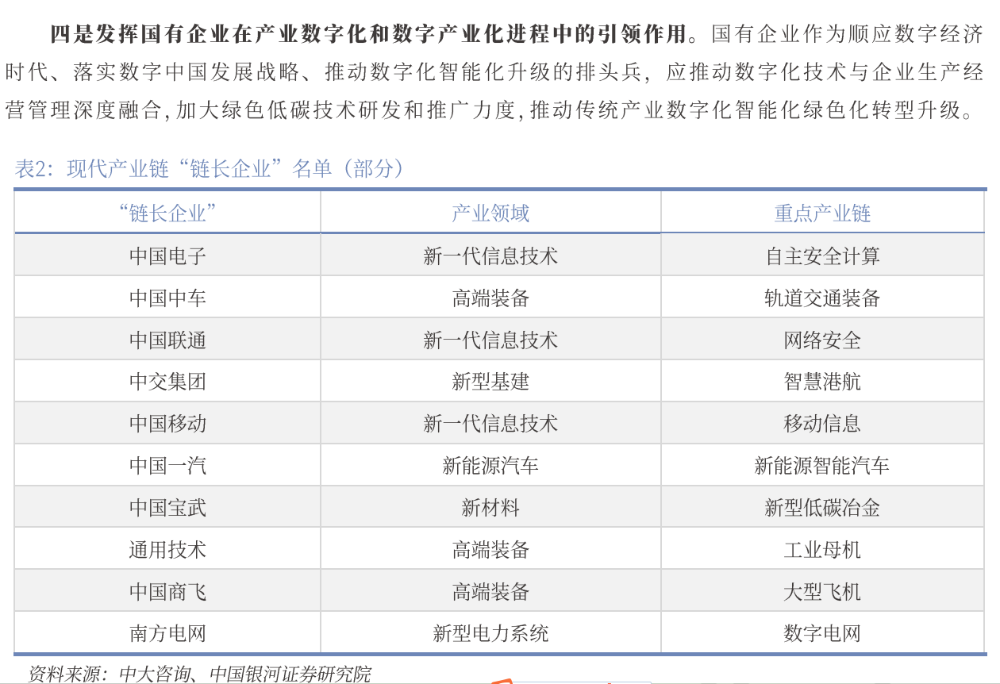 四是发挥国有企业在产业数字化和数字产业化进程中的引领作用。国有企业作为顺应数字经济
时代、落实数字中国发展战略、推动数字化智能化升级的排头兵，应推动数字化技术与企业生产经
营管理深度融合,加大绿色低碳技术研发和推广力度,推动传统产业数字化智能化绿色化转型升级。
表2：现代产业链“链长企业”名单（部分）
“链长企业” 产业领域 重点产业链
中国电子 新一代信息技术 自主安全计算
中国中车 高端装备 轨道交通装备
中国联通 新一代信息技术 网络安全
中交集团 新型基建 智慧港航
中国移动 新一代信息技术 移动信息
中国一汽 新能源汽车 新能源智能汽车
中国宝武 新材料 新型低碳冶金
通用技术 高端装备 工业母机
中国商飞 高端装备 大型飞机
南方电网 新型电力系统 数字电网
资料来源：中大咨询、中国银河证券研究院